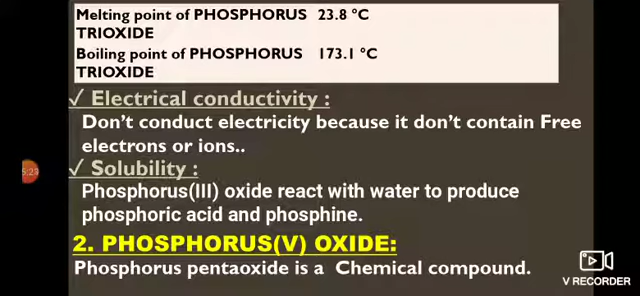 Melting point of PHOSPHORUS 23.8 °C
TRIOXIDE
Boiling point of PHOSPHORUS 173.1 °C
TRIOXIDE
✓ Electrical conductivity :
Don't conduct electricity because it don't contain Free
electrons or ions..
✓ Solubility :
Phosphorus(III) oxide react with water to produce
phosphoric acid and phosphine.
2. PHOSPHORUS(V) OXIDE:
Phosphorus pentaoxide is a Chemical compound.
V RECORDER